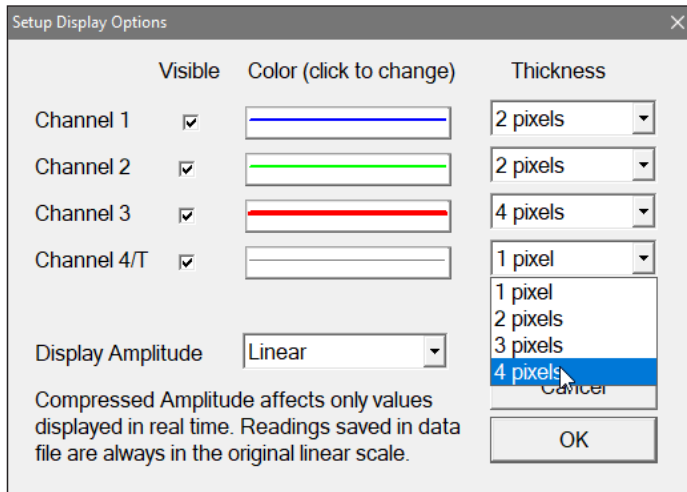 Setup Display Options
Visible Color (click to change) Thickness
Channel 1 2 pixels
Channel 2 2 pixels
Channel 3 4 pixels
Channel 4/T 1 pixel
1 pixel
2 pixels
3 pixels
4 pixels
Display Amplitude Linear
Cancel
Compressed Amplitude affects only values
displayed in real time. Readings saved in data
file are always in the original linear scale.
OK